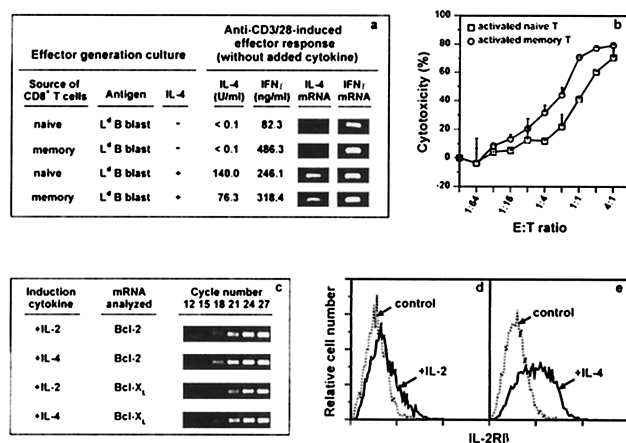 a
Effector generation culture
Anti-CD3/28-induced
effector response
(without added cytokine)
Source of
CD8+ T cells
Antigen
IL-4
IL-4
(U/ml)
IFNγ
(ng/ml)
IL-4
mRNA
IFNγ
mRNA
naive L^d B blast - < 0.1 82.3
memory L^d B blast - < 0.1 486.3
naive L^d B blast + 140.0 246.1
memory L^d B blast + 76.3 318.4
b
activated naive T
activated memory T
Cytotoxicity (%)
100
80
60
40
20
0
-20
1:64 1:16 1:4 1:1 4:1
E:T ratio
c
Induction
cytokine
mRNA
analyzed
Cycle number
12 15 18 21 24 27
+IL-2 Bcl-2
+IL-4 Bcl-2
+IL-2 Bcl-XL
+IL-4 Bcl-XL
d
control
+IL-2
e
control
+IL-4
Relative cell number
IL-2Rβ